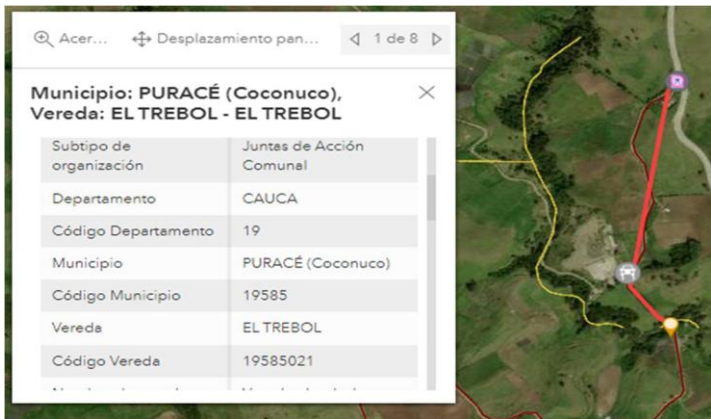 Acer... Desplazamiento pan... 1 de 8
Municipio: PURACÉ (Coconuco),
Vereda: EL TREBOL - EL TREBOL
Subtipo de organización Juntas de Acción Comunal
Departamento CAUCA
Código Departamento 19
Municipio PURACÉ (Coconuco)
Código Municipio 19585
Vereda EL TREBOL
Código Vereda 19585021